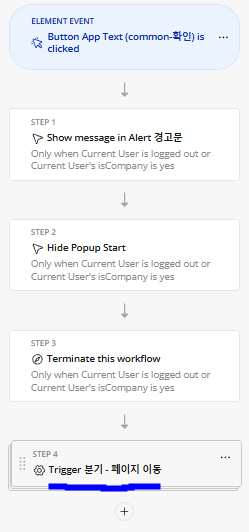 ELEMENT EVENT
Button App Text (common-확인) is
clicked
STEP 1
Show message in Alert 경고문
Only when Current User is logged out or
Current User's isCompany is yes
STEP 2
Hide Popup Start
Only when Current User is logged out or
Current User's isCompany is yes
STEP 3
Terminate this workflow
Only when Current User is logged out or
Current User's isCompany is yes
STEP 4
Trigger 분기 - 페이지 이동